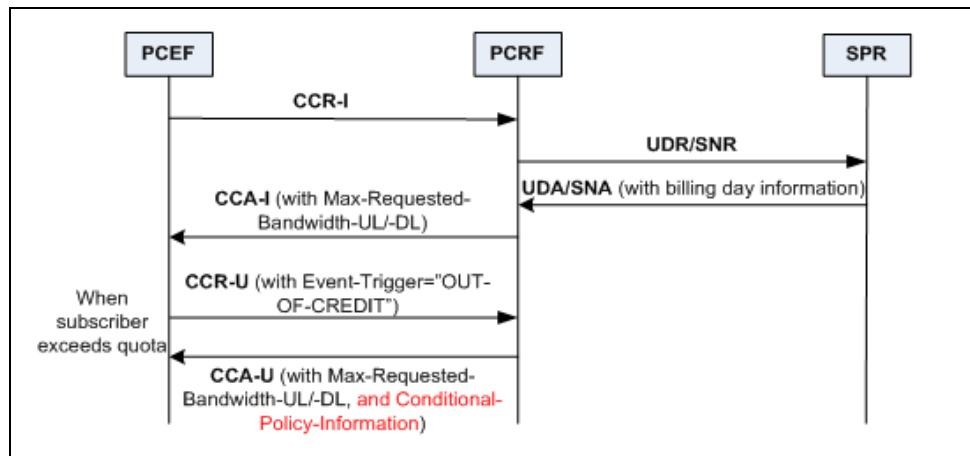 PCEF
PCRF
SPR
CCR-I
UDR/SNR
UDA/SNA (with billing day information)
CCA-I (with Max-Requested-
Bandwidth-UL/-DL)
CCR-U (with Event-Trigger="OUT-
OF-CREDIT")
When
subscriber
exceeds quota
CCA-U (with Max-Requested-
Bandwidth-UL/-DL, and Conditional-
Policy-Information)